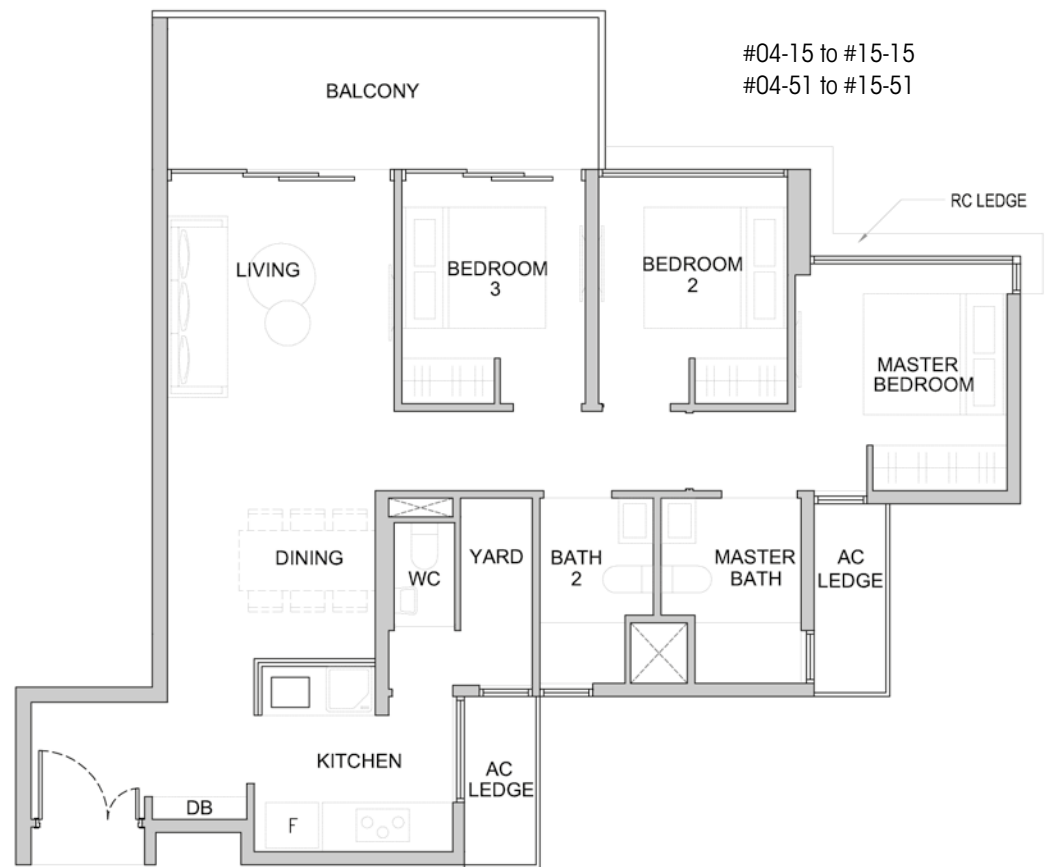 #04-15 to #15-15
#04-51 to #15-51
BALCONY
RC LEDGE
LIVING
BEDROOM
3
BEDROOM
2
MASTER
BEDROOM
DINING
WC
YARD
BATH
2
MASTER
BATH
AC
LEDGE
KITCHEN
AC
LEDGE
DB
F